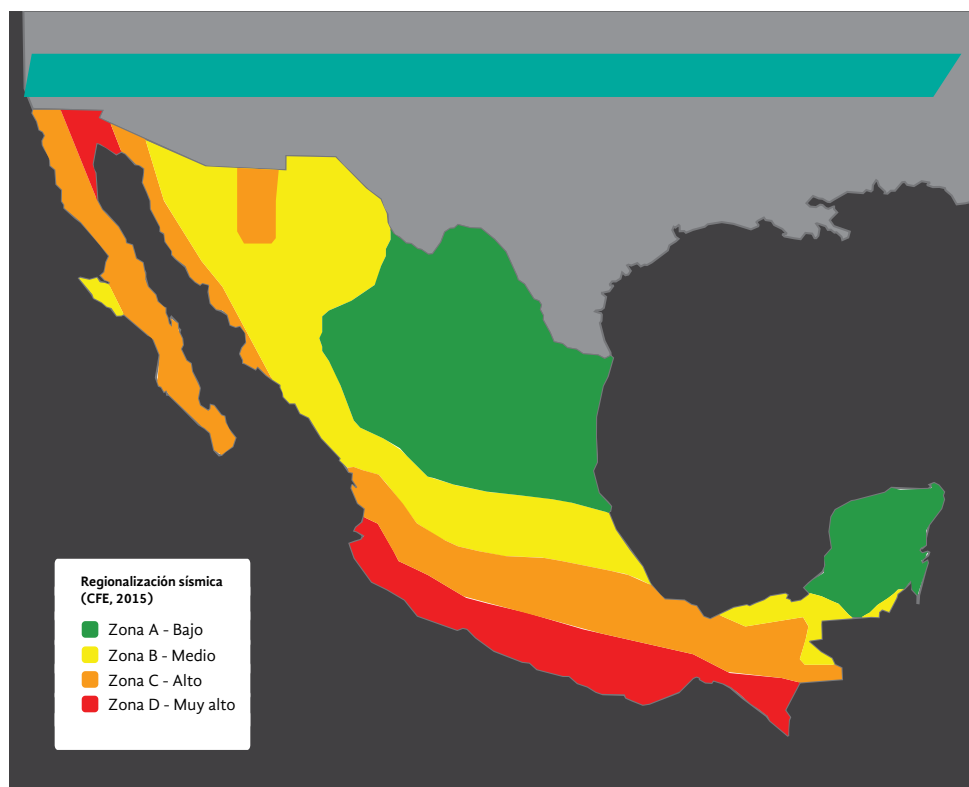 Regionalización sísmica
(CFE, 2015)
Zona A - Bajo
Zona B - Medio
Zona C - Alto
Zona D - Muy alto